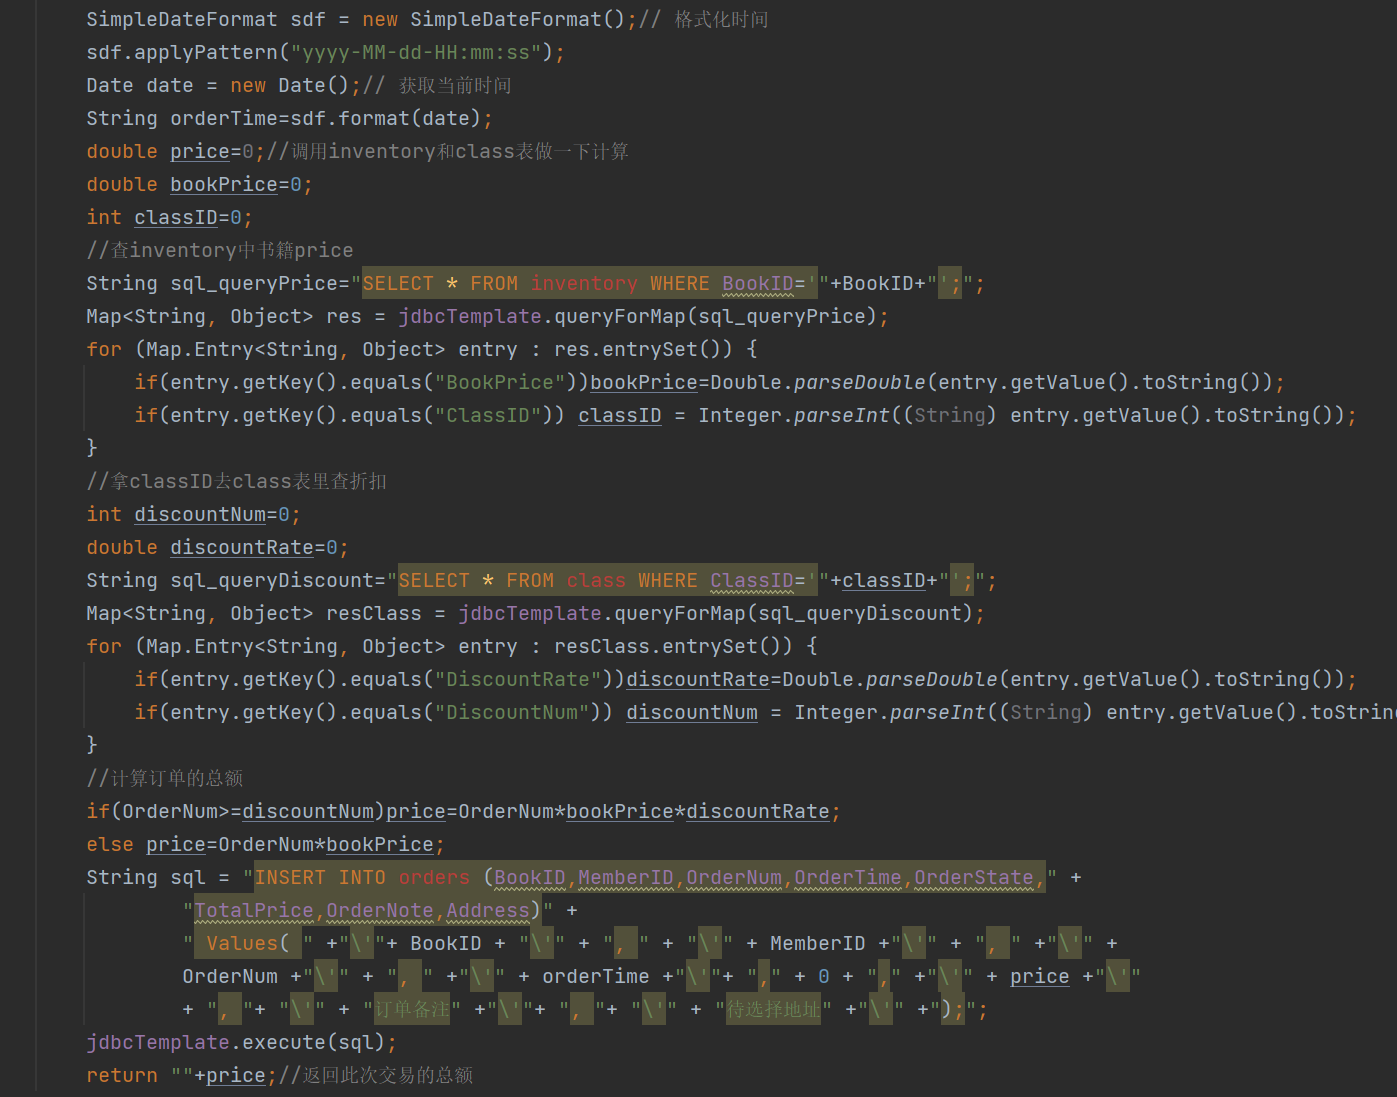 SimpleDateFormat sdf = new SimpleDateFormat();// 格式化时间
sdf.applyPattern("yyyy-MM-dd-HH:mm:ss");
Date date = new Date();// 获取当前时间
String orderTime=sdf.format(date);
double price=0;//调用inventory和class表做一下计算
double bookPrice=0;
int classID=0;
//查inventory中书籍price
String sql_queryPrice="SELECT * FROM inventory WHERE BookID='"+BookID+"';";
Map<String, Object> res = jdbcTemplate.queryForMap(sql_queryPrice);
for (Map.Entry<String, Object> entry : res.entrySet()) {
if(entry.getKey().equals("BookPrice"))bookPrice=Double.parseDouble(entry.getValue().toString());
if(entry.getKey().equals("ClassID")) classID = Integer.parseInt((String) entry.getValue().toString());
}
//拿classID去class表里查折扣
int discountNum=0;
double discountRate=0;
String sql_queryDiscount="SELECT * FROM class WHERE ClassID='"+classID+"';";
Map<String, Object> resClass = jdbcTemplate.queryForMap(sql_queryDiscount);
for (Map.Entry<String, Object> entry : resClass.entrySet()) {
if(entry.getKey().equals("DiscountRate"))discountRate=Double.parseDouble(entry.getValue().toString());
if(entry.getKey().equals("DiscountNum")) discountNum = Integer.parseInt((String) entry.getValue().toStrin
}
//计算订单的总额
if(OrderNum>=discountNum)price=OrderNum*bookPrice*discountRate;
else price=OrderNum*bookPrice;
String sql = "INSERT INTO orders (BookID,MemberID,OrderNum,OrderTime,OrderState," +
"TotalPrice,OrderNote,Address)" +
" Values( " +"\'"+ BookID + "\'" + ", " + "\'" + MemberID +"\'" + ", " +"\'" +
OrderNum +"\'" + ", " +"\'" + orderTime +"\'"+ "," + 0 + "," +"\'" + price +"\'"
+ ", "+ "\'" + "订单备注" +"\'"+ ", "+ "\'" + "待选择地址" +"\'" +");";
jdbcTemplate.execute(sql);
return ""+price;//返回此次交易的总额